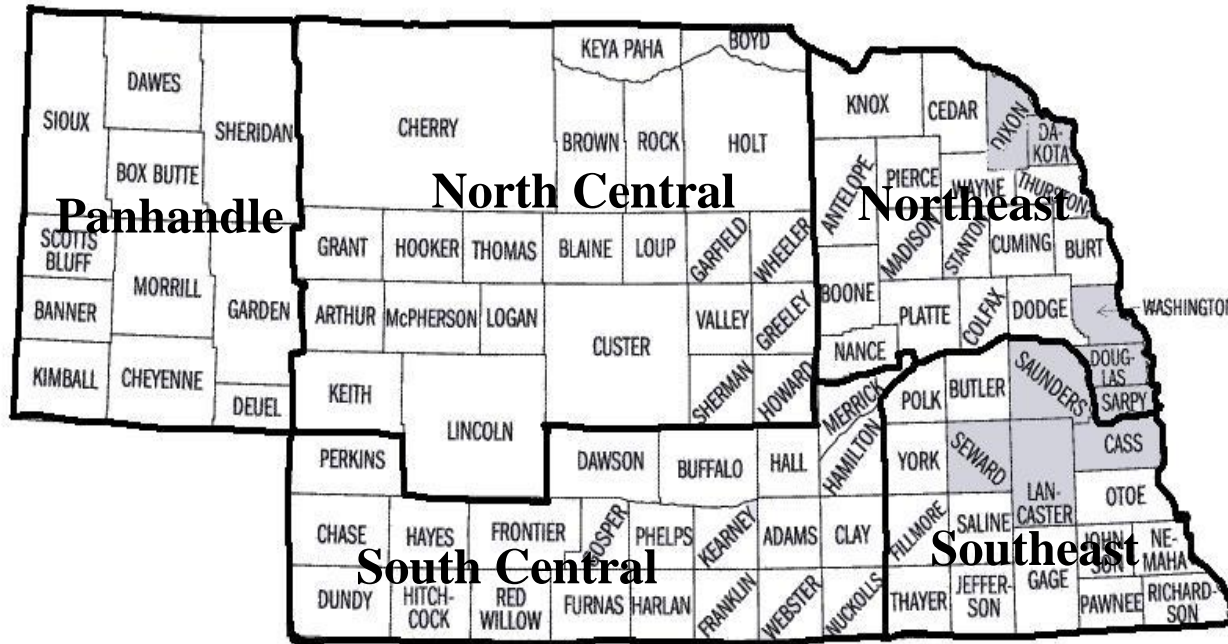 KEYA PAHA
BOYD
DAWES
SIOUX
SHERIDAN
CHERRY
BROWN
ROCK
HOLT
KNOX
CEDAR
DIXON
DA-
KOTA
BOX BUTTE
Panhandle
North Central
ANTELOPE
PIERCE
WAYNE
THURSTON
Northeast
SCOTTS
BLUFF
MORRILL
GRANT
HOOKER
THOMAS
BLAINE
LOUP
GARFIELD
WHEELER
MADISON
STANTON
CUMING
BURT
BANNER
GARDEN
ARTHUR
McPHERSON
LOGAN
CUSTER
VALLEY
GREELEY
BOONE
PLATTE
COLFAX
DODGE
WASHINGTON
NANCE
KIMBALL
CHEYENNE
DEUEL
KEITH
LINCOLN
SHERMAN
HOWARD
MERRICK
POLK
BUTLER
SAUNDERS
DOUG-
LAS
SARPY
PERKINS
DAWSON
BUFFALO
HALL
HAMILTON
YORK
SEWARD
LAN-
CASTER
CASS
OTOE
CHASE
HAYES
FRONTIER
GOSPER
PHELPS
KEARNEY
ADAMS
CLAY
FILLMORE
SALINE
South Central
Southeast
JOHN-
SON
NE-
MAHA
DUNDY
HITCH-
COCK
RED
WILLOW
FURNAS
HARLAN
FRANKLIN
WEBSTER
NUCKOLLS
THAYER
JEFFER-
SON
GAGE
PAWNEE
RICHARD-
SON